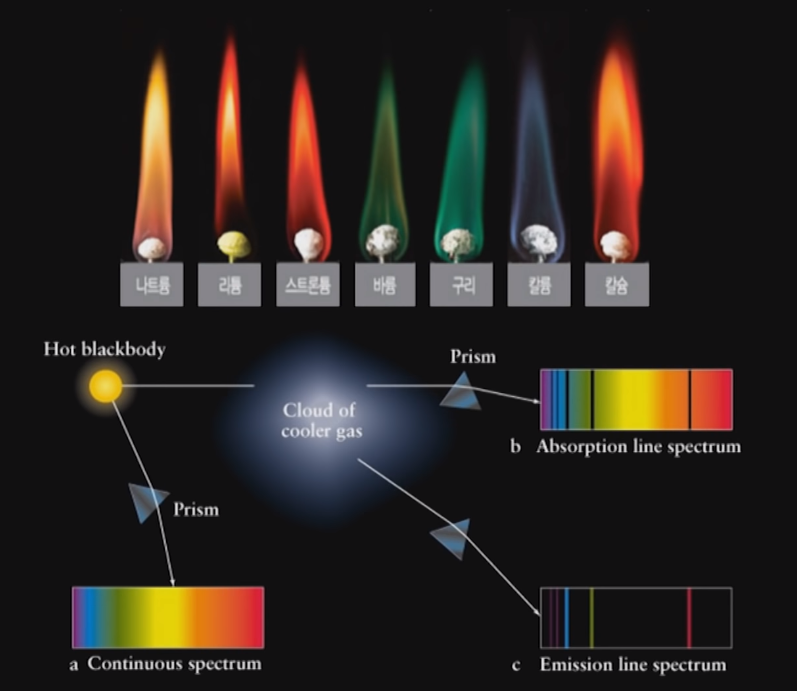 나트륨
리튬
스트론튬
바륨
구리
칼륨
칼슘
Hot blackbody
Prism
Cloud of
cooler gas
b Absorption line spectrum
Prism
a Continuous spectrum
c Emission line spectrum